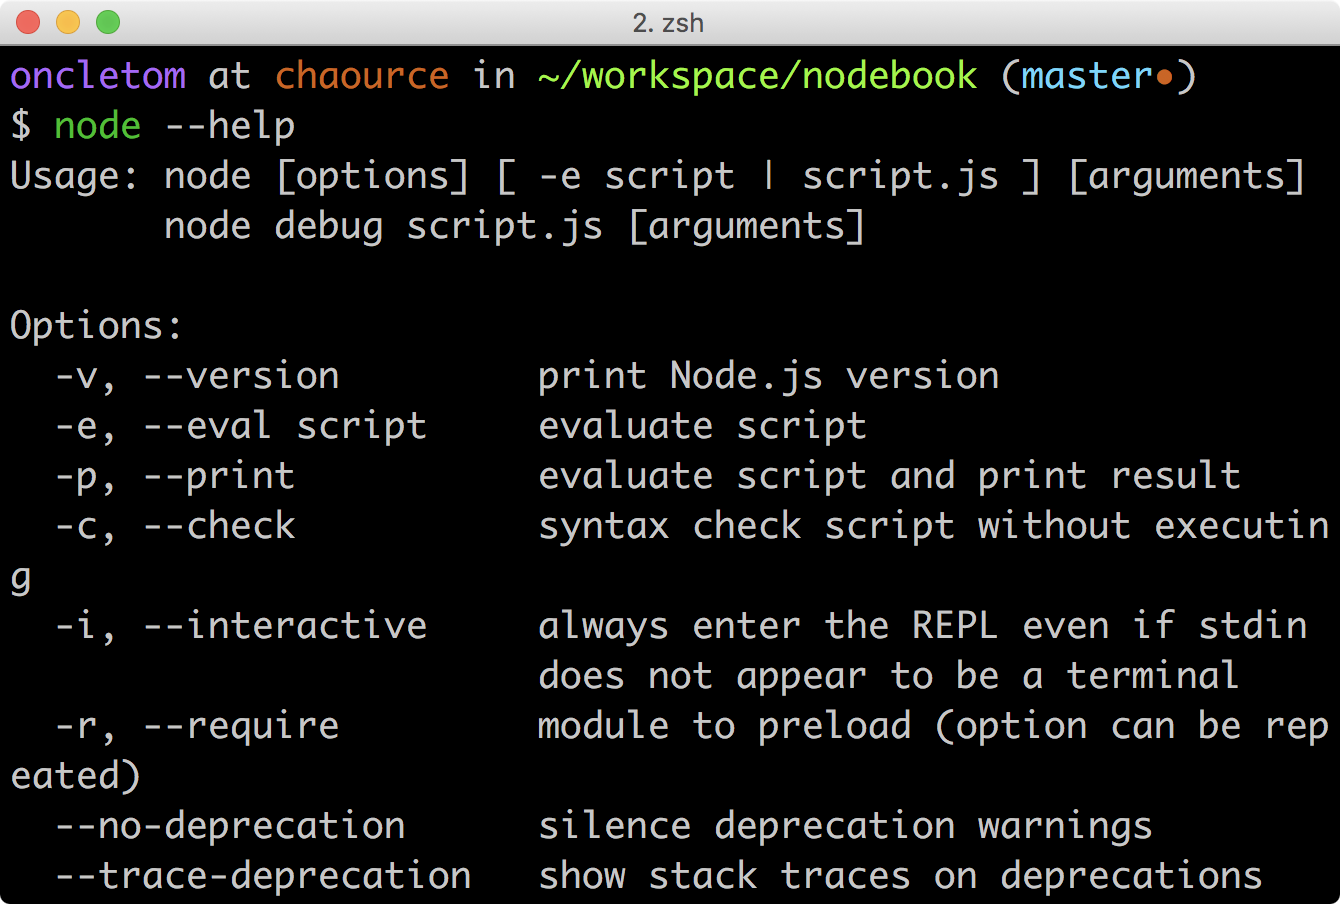 2. zsh
oncletom at chaource in ~/workspace/nodebook (master•)
$ node --help
Usage: node [options] [ -e script | script.js ] [arguments]
       node debug script.js [arguments]

Options:
  -v, --version         print Node.js version
  -e, --eval script     evaluate script
  -p, --print           evaluate script and print result
  -c, --check           syntax check script without executin
g
  -i, --interactive     always enter the REPL even if stdin
                        does not appear to be a terminal
  -r, --require         module to preload (option can be rep
eated)
  --no-deprecation      silence deprecation warnings
  --trace-deprecation   show stack traces on deprecations